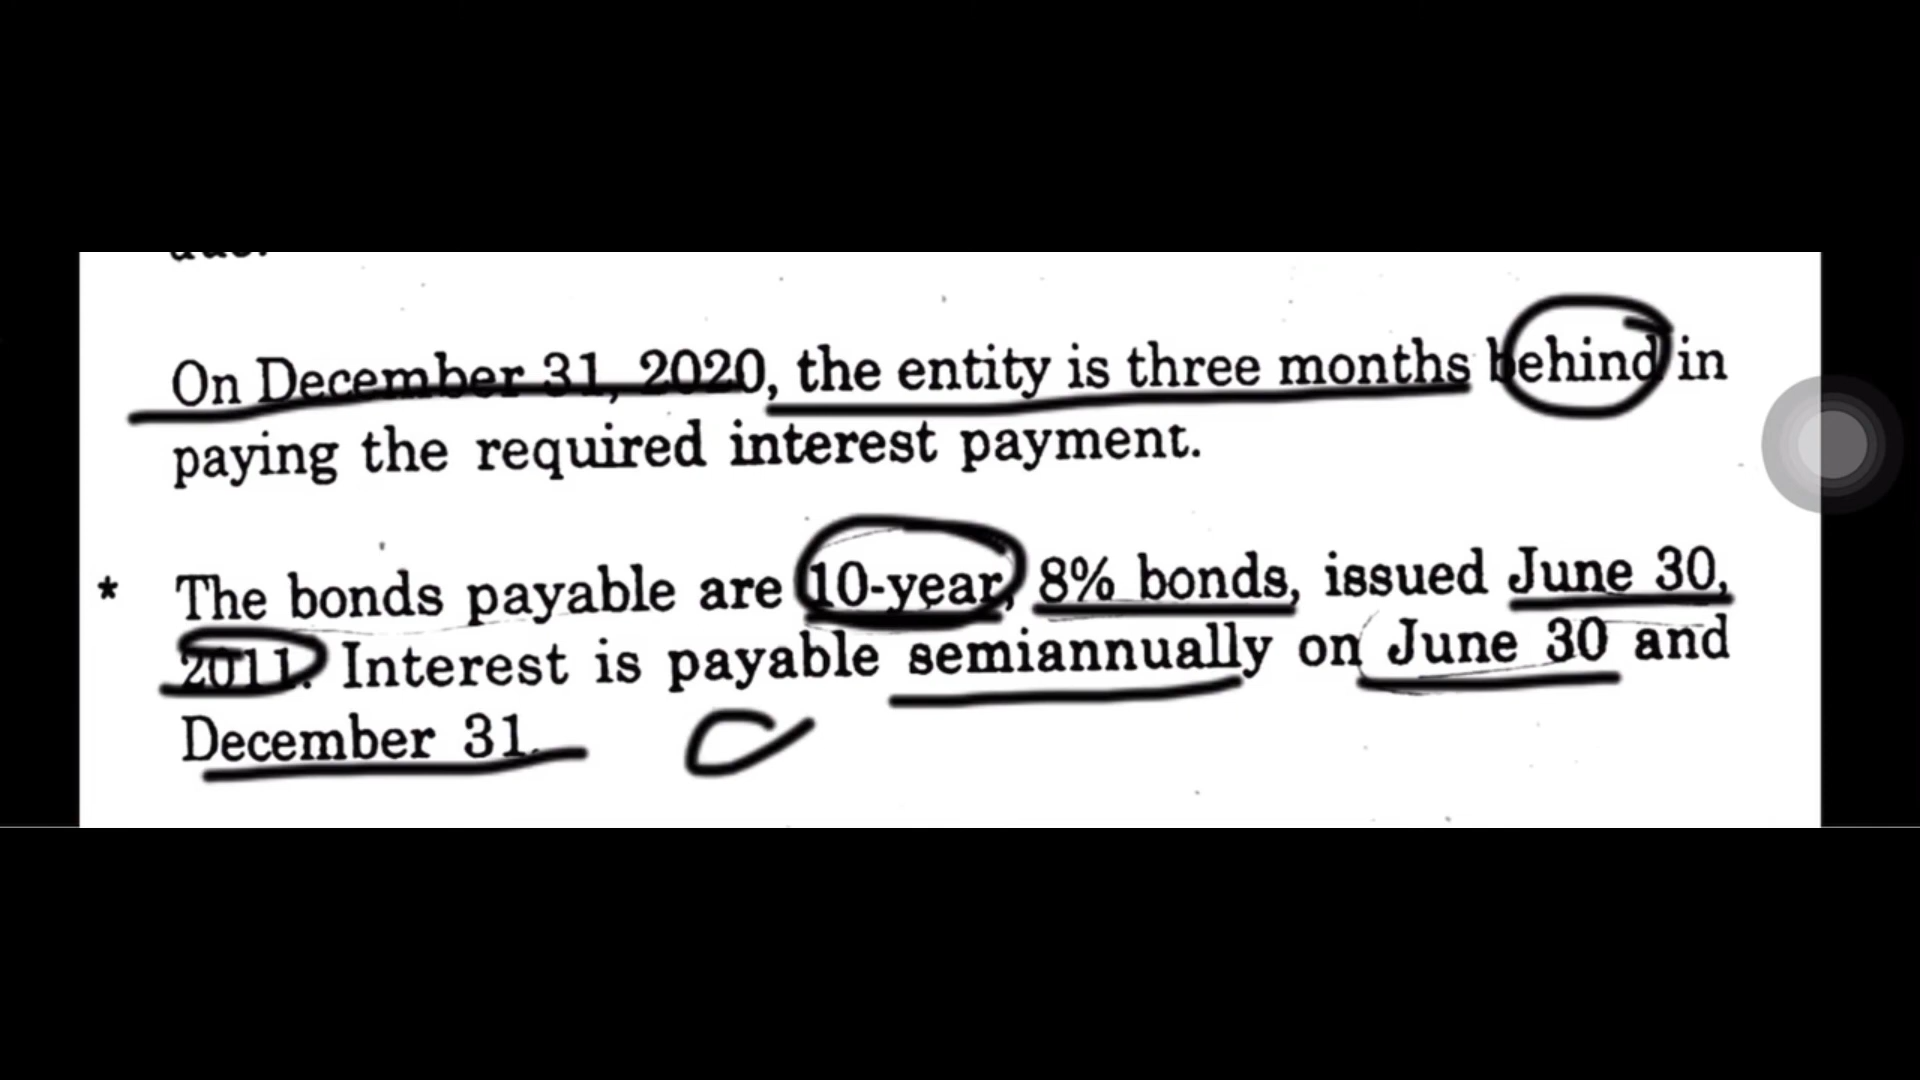 On December 31, 2020, the entity is three months behind in
paying the required interest payment.
* The bonds payable are 10-year, 8% bonds, issued June 30,
2011. Interest is payable semiannually on June 30 and
December 31.